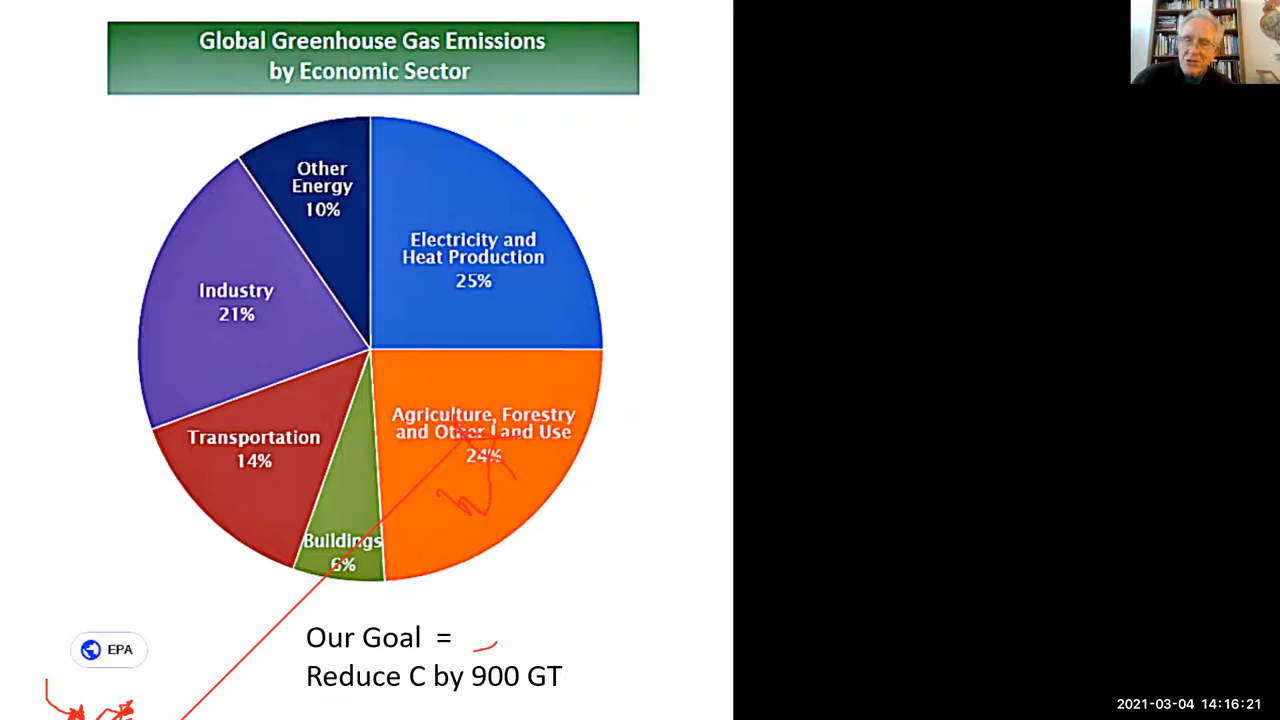 Global Greenhouse Gas Emissions
by Economic Sector
Other
Energy
10%
Electricity and
Heat Production
25%
Industry
21%
Agriculture, Forestry
and Other Land Use
24%
Transportation
14%
Buildings
6%
Our Goal =
Reduce C by 900 GT
EPA
2021-03-04 14:16:21